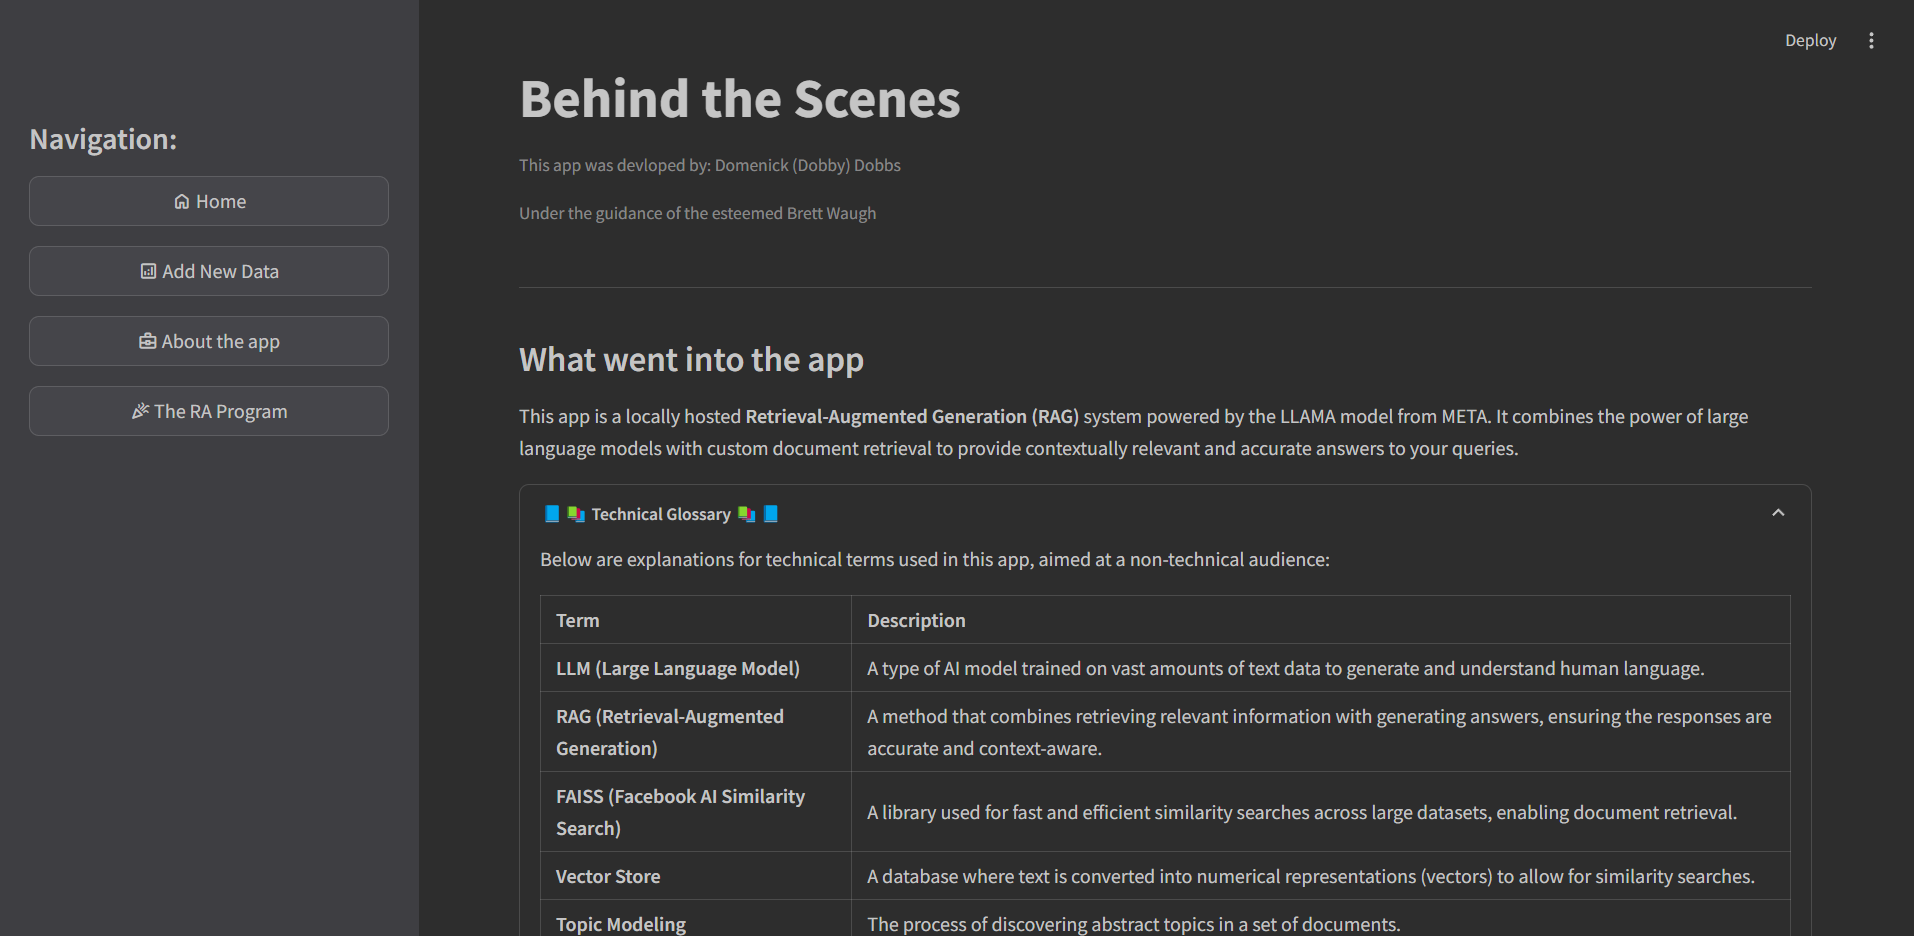 Deploy
Navigation:
Home
Add New Data
About the app
The RA Program
Behind the Scenes
This app was devloped by: Domenick (Dobby) Dobbs
Under the guidance of the esteemed Brett Waugh
What went into the app
This app is a locally hosted Retrieval-Augmented Generation (RAG) system powered by the LLAMA model from META. It combines the power of large
language models with custom document retrieval to provide contextually relevant and accurate answers to your queries.
Technical Glossary
Below are explanations for technical terms used in this app, aimed at a non-technical audience:
Term Description
LLM (Large Language Model) A type of AI model trained on vast amounts of text data to generate and understand human language.
RAG (Retrieval-Augmented
Generation)
A method that combines retrieving relevant information with generating answers, ensuring the responses are
accurate and context-aware.
FAISS (Facebook AI Similarity
Search)
A library used for fast and efficient similarity searches across large datasets, enabling document retrieval.
Vector Store A database where text is converted into numerical representations (vectors) to allow for similarity searches.
Topic Modeling The process of discovering abstract topics in a set of documents.